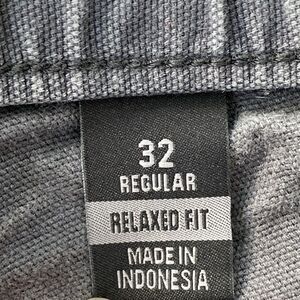 32
REGULAR
RELAXED FIT
MADE IN
INDONESIA